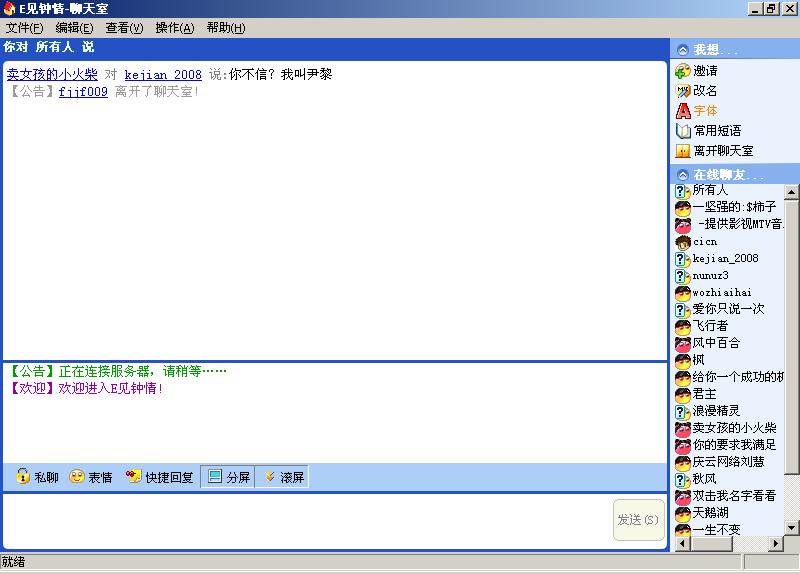 E见钟情-聊天室
文件(F) 编辑(E) 查看(V) 操作(A) 帮助(H)
你对 所有人 说
卖女孩的小火柴 对 kejian_2008 说:你不信？我叫尹黎
【公告】fjjf009 离开了聊天室!
【公告】正在连接服务器，请稍等……
【欢迎】欢迎进入E见钟情!
私聊 表情 快捷回复 分屏 滚屏
发送(S)
就绪
我想...
邀请
改名
字体
常用短语
离开聊天室
在线聊友...
所有人
一坚强的:$柿子
-提供影视MTV音
cicn
kejian_2008
nunuz3
wozhiaihai
爱你只说一次
飞行者
风中百合
枫
给你一个成功的机
君主
浪漫精灵
卖女孩的小火柴
你的要求我满足
庆云网络刘慧
秋风
双击我名字看看
天鹅湖
一生不变